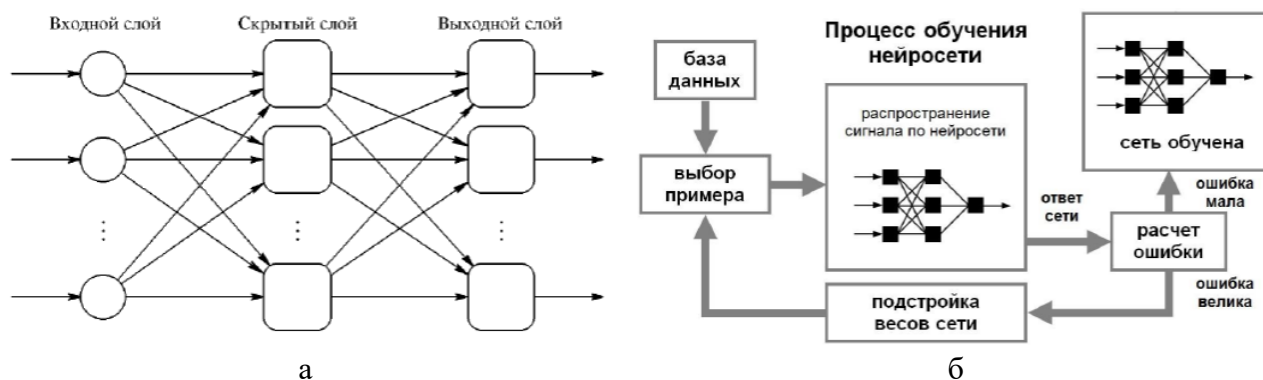 Входной слой
Скрытый слой
Выходной слой
⋮
⋮
⋮
а
Процесс обучения
нейросети
база
данных
выбор
примера
распространение
сигнала по нейросети
ответ
сети
сеть обучена
ошибка
мала
расчет
ошибки
ошибка
велика
подстройка
весов сети
б